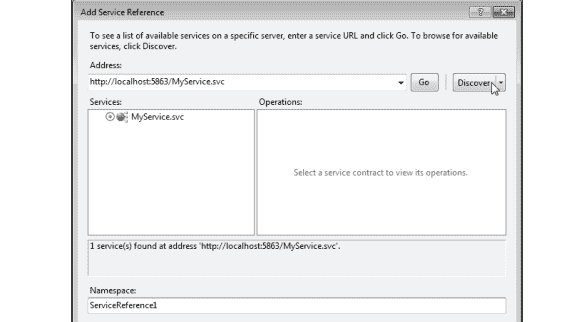 Add Service Reference
To see a list of available services on a specific server, enter a service URL and click Go. To browse for available
services, click Discover.
Address:
http://localhost:5863/MyService.svc
Go
Discover
Services:
Operations:
MyService.svc
Select a service contract to view its operations.
1 service(s) found at address 'http://localhost:5863/MyService.svc'.
Namespace:
ServiceReference1